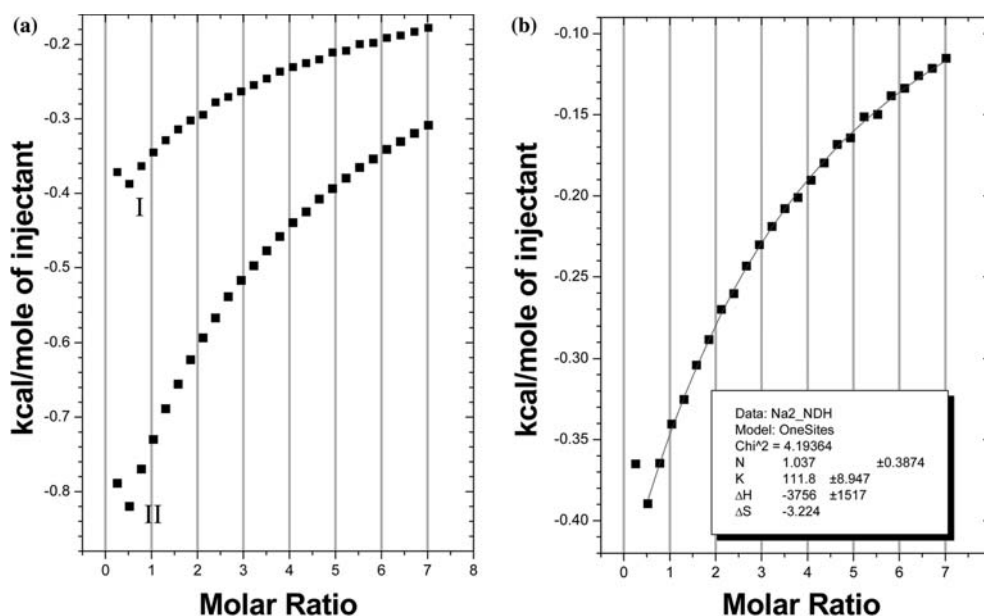 (a)
kcal/mole of injectant
-0.2
-0.3
-0.4
-0.5
-0.6
-0.7
-0.8
I
II
0 1 2 3 4 5 6 7 8
Molar Ratio
(b)
kcal/mole of injectant
-0.10
-0.15
-0.20
-0.25
-0.30
-0.35
-0.40
Data: Na2_NDH
Model: OneSites
Chi^2 = 4.19364
N 1.037 ±0.3874
K 111.8 ±8.947
ΔH -3756 ±1517
ΔS -3.224
0 1 2 3 4 5 6 7
Molar Ratio